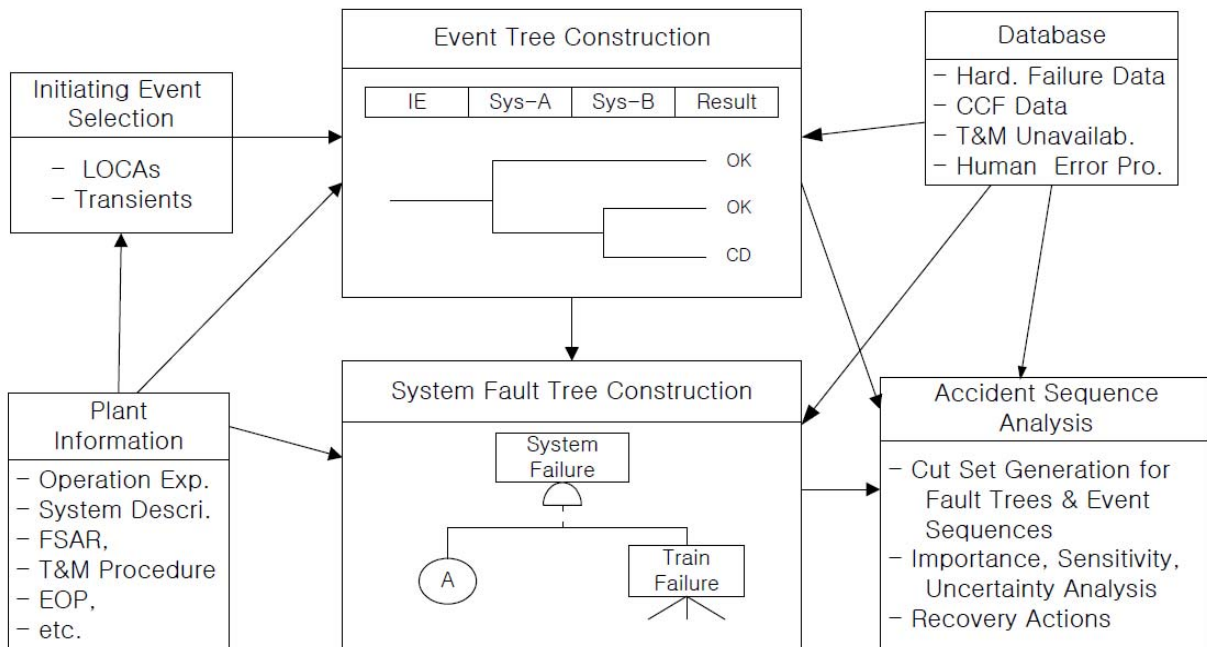 Event Tree Construction
IE Sys-A Sys-B Result
OK
OK
CD
Database
- Hard. Failure Data
- CCF Data
- T&M Unavailab.
- Human Error Pro.
Initiating Event
Selection
- LOCAs
- Transients
Plant
Information
- Operation Exp.
- System Descri.
- FSAR,
- T&M Procedure
- EOP,
- etc.
System Fault Tree Construction
System
Failure
A
Train
Failure
Accident Sequence
Analysis
- Cut Set Generation for
Fault Trees & Event
Sequences
- Importance, Sensitivity,
Uncertainty Analysis
- Recovery Actions